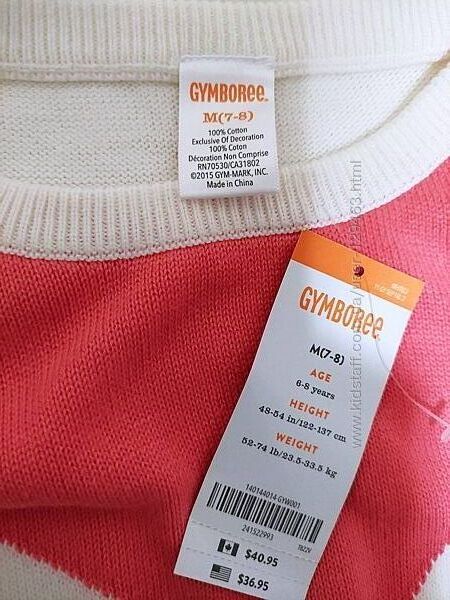 GYMBOREE
M(7-8)
100% Cotton
Exclusive Of Decoration
100% Coton
Décoration Non Comprise
RN70530/CA31802
©2015 GYM-MARK, INC.
Made in China
GYMBOREE
M(7-8)
AGE
6-8 years
HEIGHT
48-54 in/122-137 cm
WEIGHT
52-74 lb/23.5-33.5 kg
140144014-GYW001
241522993
1822V
$40.95
$36.95